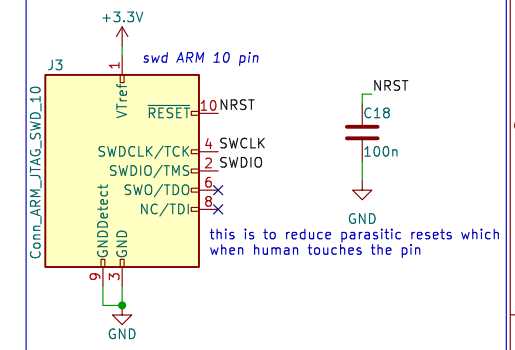 +3.3V
swd ARM 10 pin
J3
1
VTref
Conn_ARM_JTAG_SWD_10
RESET
10
NRST
SWDCLK/TCK
4
SWCLK
SWDIO/TMS
2
SWDIO
SWO/TDO
6
NC/TDI
8
GNDDetect
GND
9
3
GND
NRST
C18
100n
GND
this is to reduce parasitic resets which
when human touches the pin